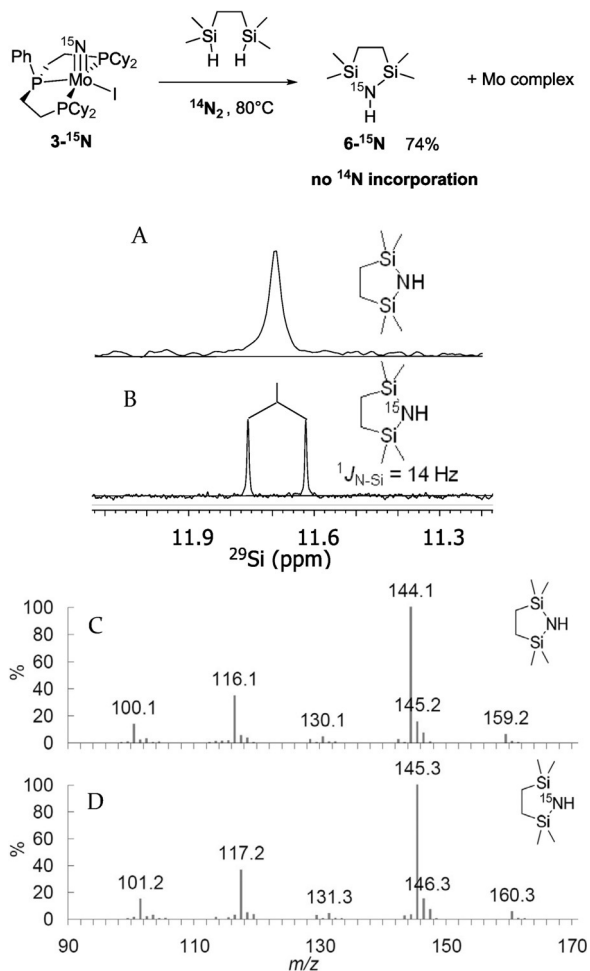 15N
Ph
PCy2
P
Mo
I
PCy2
3-15N
Si
Si
H
H
14N2 , 80°C
Si
Si
15N
H
6-15N 74%
+ Mo complex
no 14N incorporation
A
Si
NH
Si
B
Si
15NH
Si
1JN-Si = 14 Hz
11.9 11.6 11.3
29Si (ppm)
C
%
100
80
60
40
20
0
100.1
116.1
130.1
144.1
145.2
159.2
Si
NH
Si
D
%
100
80
60
40
20
0
101.2
117.2
131.3
145.3
146.3
160.3
Si
15NH
Si
90 110 130 150 170
m/z